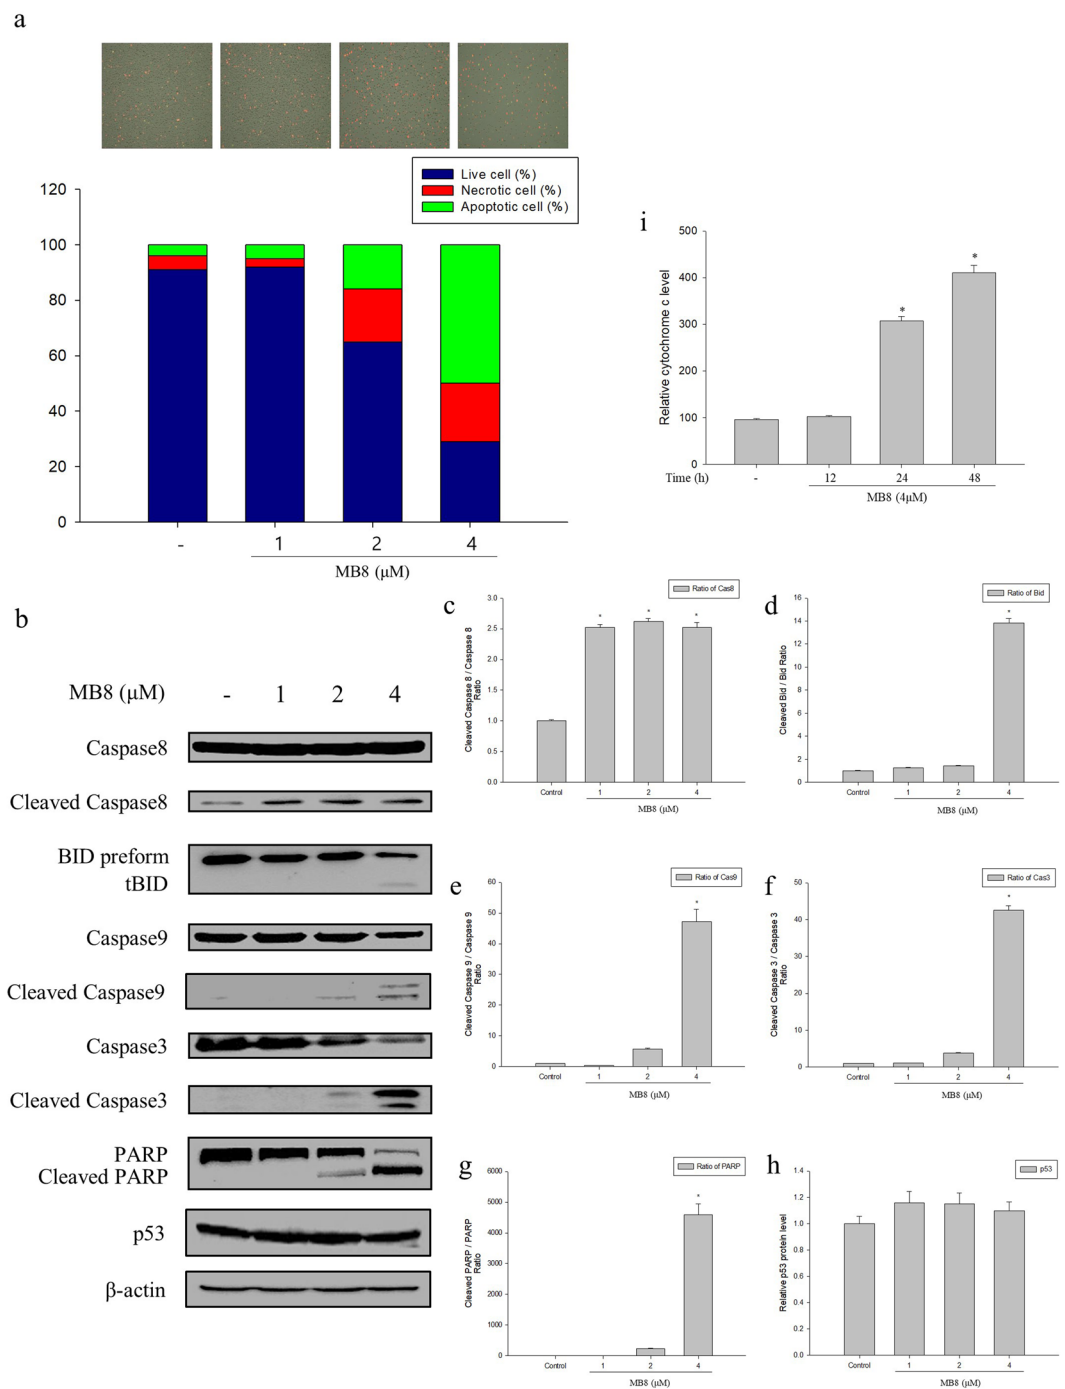 a
Live cell (%)
Necrotic cell (%)
Apoptotic cell (%)
120
100
80
60
40
20
0
- 1 2 4
MB8 (μM)
i
Relative cytochrome c level
500
400
300
200
100
0
*
*
Time (h) - 12 24 48
MB8 (4μM)
b
MB8 (μM) - 1 2 4
Caspase8
Cleaved Caspase8
BID preform
tBID
Caspase9
Cleaved Caspase9
Caspase3
Cleaved Caspase3
PARP
Cleaved PARP
p53
β-actin
c
Ratio of Cas8
Cleaved Caspase 8 / Caspase 8
Ratio
3.0
2.5
2.0
1.5
1.0
0.5
0.0
* * *
Control 1 2 4
MB8 (μM)
d
Ratio of Bid
Cleaved Bid / Bid Ratio
16
14
12
10
8
6
4
2
0
*
Control 1 2 4
MB8 (μM)
e
Ratio of Cas9
Cleaved Caspase 9 / Caspase 9
Ratio
60
50
40
30
20
10
0
*
Control 1 2 4
MB8 (μM)
f
Ratio of Cas3
Cleaved Caspase 3 / Caspase 3
Ratio
50
40
30
20
10
0
*
Control 1 2 4
MB8 (μM)
g
Ratio of PARP
Cleaved PARP / PARP
Ratio
6000
5000
4000
3000
2000
1000
0
*
Control 1 2 4
MB8 (μM)
h
p53
Relative p53 protein level
1.4
1.2
1.0
0.8
0.6
0.4
0.2
0.0
Control 1 2 4
MB8 (μM)